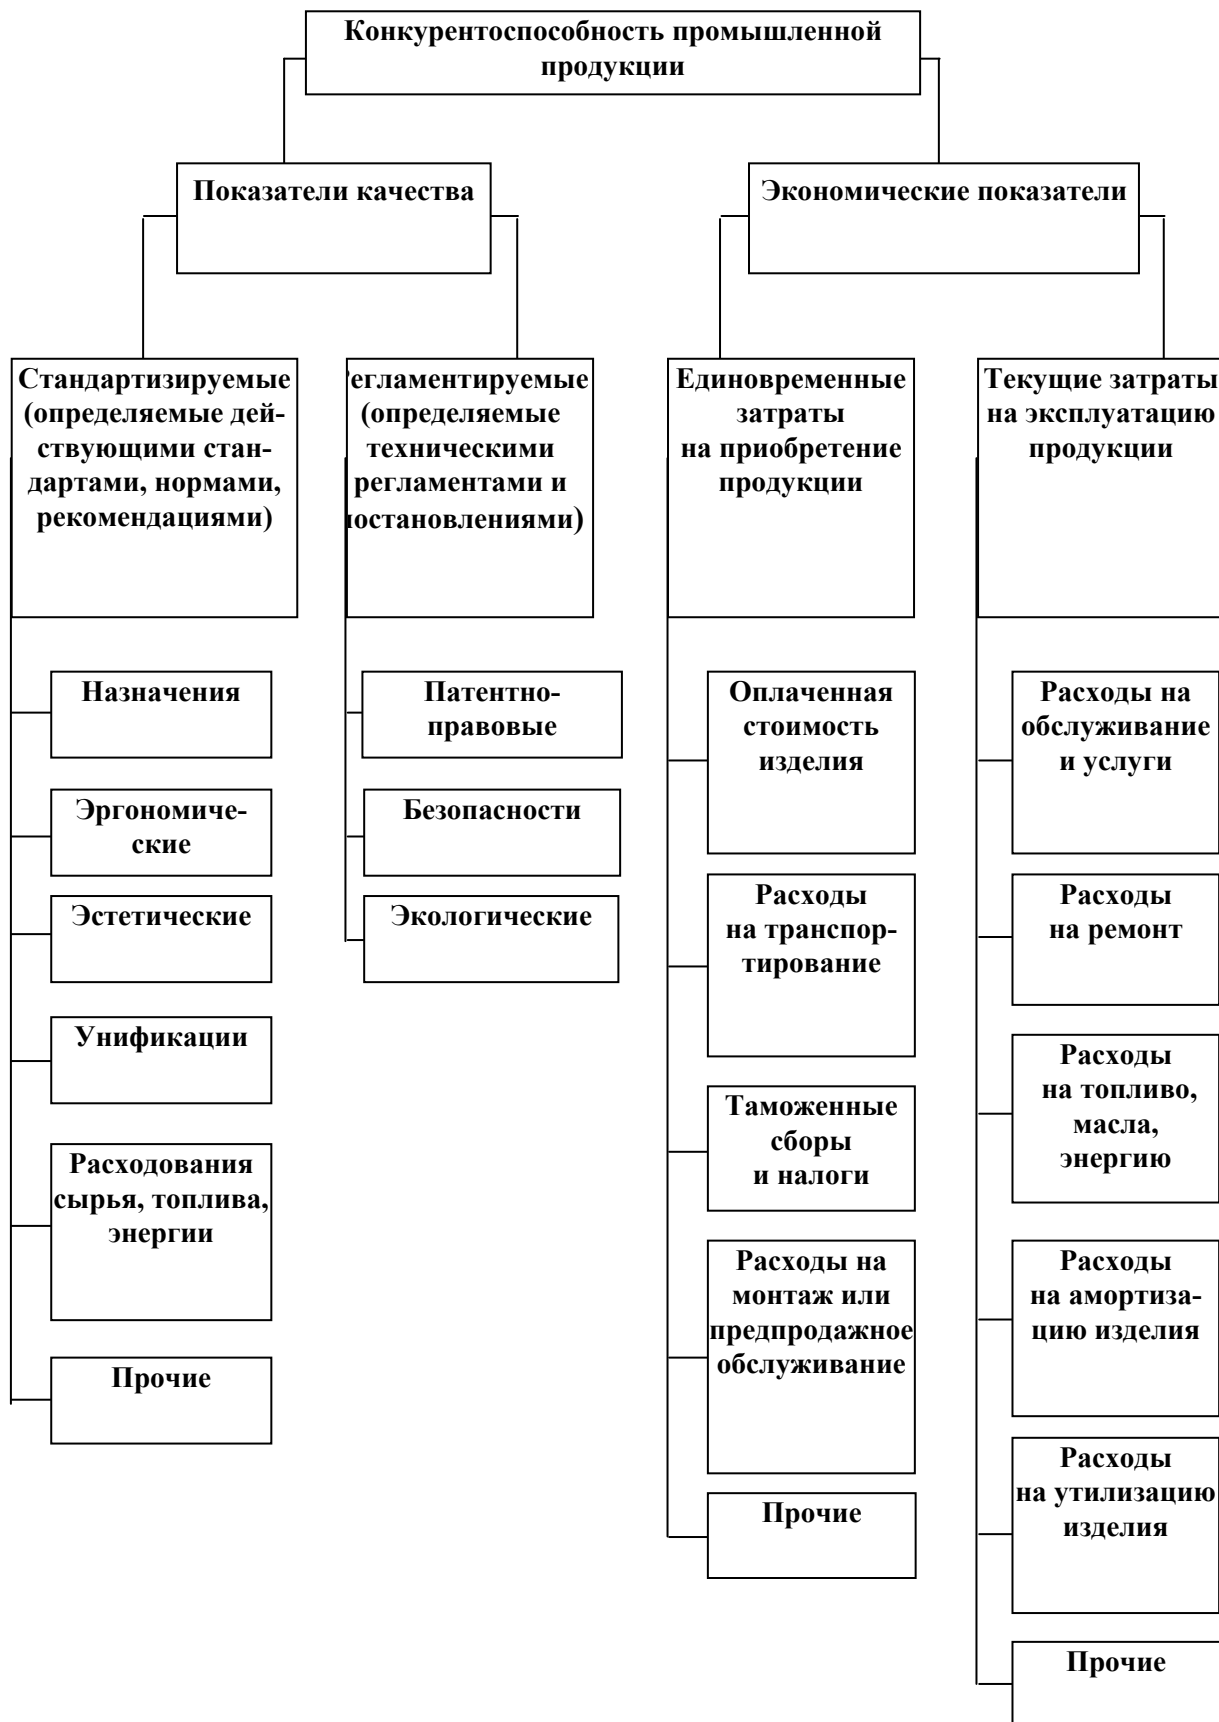 Конкурентоспособность промышленной
продукции
Показатели качества
Экономические показатели
Стандартизируемые
(определяемые дей-
ствующими стан-
дартами, нормами,
рекомендациями)
егламентируемые
(определяемые
техническими
регламентами и
постановлениями)
Единовременные
затраты
на приобретение
продукции
Текущие затраты
на эксплуатацию
продукции
Назначения
Эргономиче-
ские
Эстетические
Унификации
Расходования
сырья, топлива,
энергии
Прочие
Патентно-
правовые
Безопасности
Экологические
Оплаченная
стоимость
изделия
Расходы
на транспор-
тирование
Таможенные
сборы
и налоги
Расходы на
монтаж или
предпродажное
обслуживание
Прочие
Расходы на
обслуживание
и услуги
Расходы
на ремонт
Расходы
на топливо,
масла,
энергию
Расходы
на амортиза-
цию изделия
Расходы
на утилизацию
изделия
Прочие